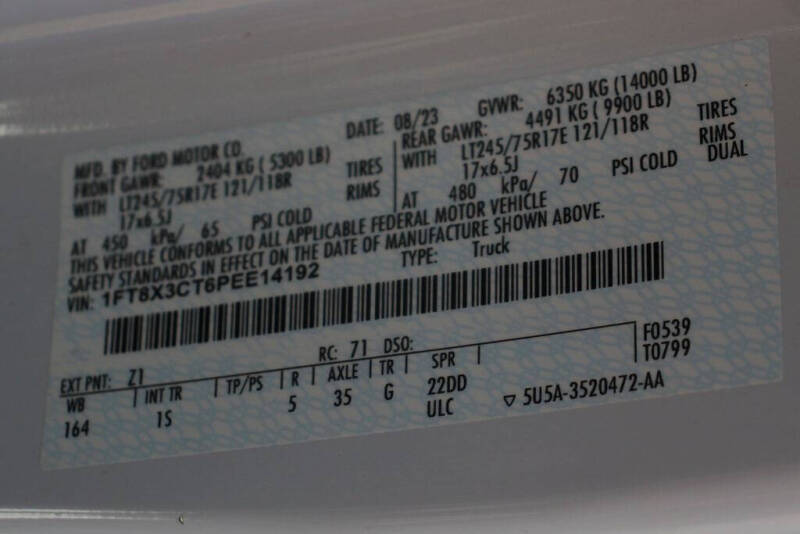 MFD. BY FORD MOTOR CO.
DATE: 08/23 GVWR: 6350 KG (14000 LB)
FRONT GAWR: 2404 KG ( 5300 LB)
REAR GAWR: 4491 KG ( 9900 LB)
WITH LT245/75R17E 121/118R TIRES
WITH LT245/75R17E 121/118R TIRES
17x6.5J RIMS
17x6.5J RIMS
AT 450 kPa/ 65 PSI COLD
AT 480 kPa/ 70 PSI COLD DUAL
THIS VEHICLE CONFORMS TO ALL APPLICABLE FEDERAL MOTOR VEHICLE
SAFETY STANDARDS IN EFFECT ON THE DATE OF MANUFACTURE SHOWN ABOVE.
VIN: 1FT8X3CT6PEE14192
TYPE: Truck
F0539
T0799
EXT PNT: Z1 RC: 71 DSO:
WB INT TR TP/PS R AXLE TR SPR
164 1S 5 35 G 22DD
ULC
▽ 5U5A-3520472-AA